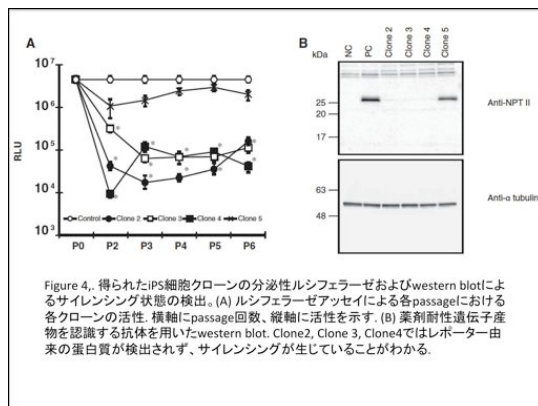 A
B
kDa
NC
PC
Clone 2
Clone 3
Clone 4
Clone 5
10⁷
10⁶
10⁵
10⁴
10³
RLU
Control
Clone 2
Clone 3
Clone 4
Clone 5
P0
P2
P3
P4
P5
P6
25
20
17
Anti-NPT II
63
48
Anti-α tubulin
Figure 4,. 得られたiPS細胞クローンの分泌性ルシフェラーゼおよびwestern blotに
よるサイレンシング状態の検出。(A) ルシフェラーゼアッセイによる各passageにおける
各クローンの活性. 横軸にpassage回数、縦軸に活性を示す. (B) 薬剤耐性遺伝子産
物を認識する抗体を用いたwestern blot. Clone2, Clone 3, Clone4ではレポーター由
来の蛋白質が検出されず、サイレンシングが生じていることがわかる.